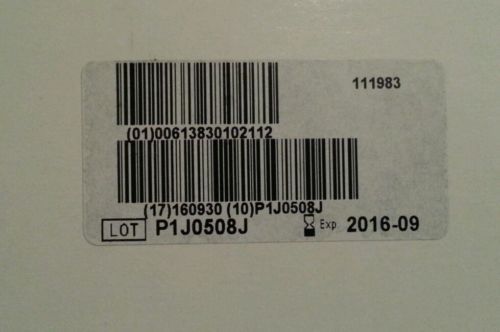 111983
(01)00613830102112
(17)160930 (10)P1J0508J
LOT P1J0508J Exp 2016-09